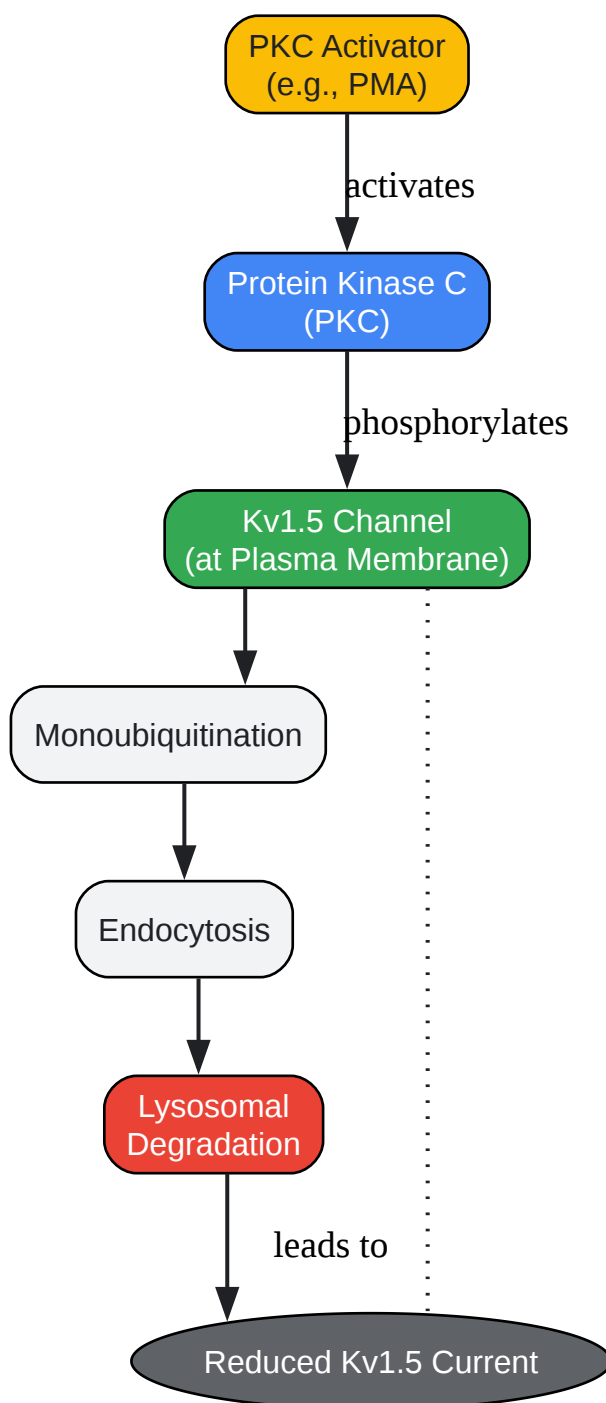 PKC Activator
(e.g., PMA)
activates
Protein Kinase C
(PKC)
phosphorylates
Kv1.5 Channel
(at Plasma Membrane)
Monoubiquitination
Endocytosis
Lysosomal
Degradation
leads to
Reduced Kv1.5 Current